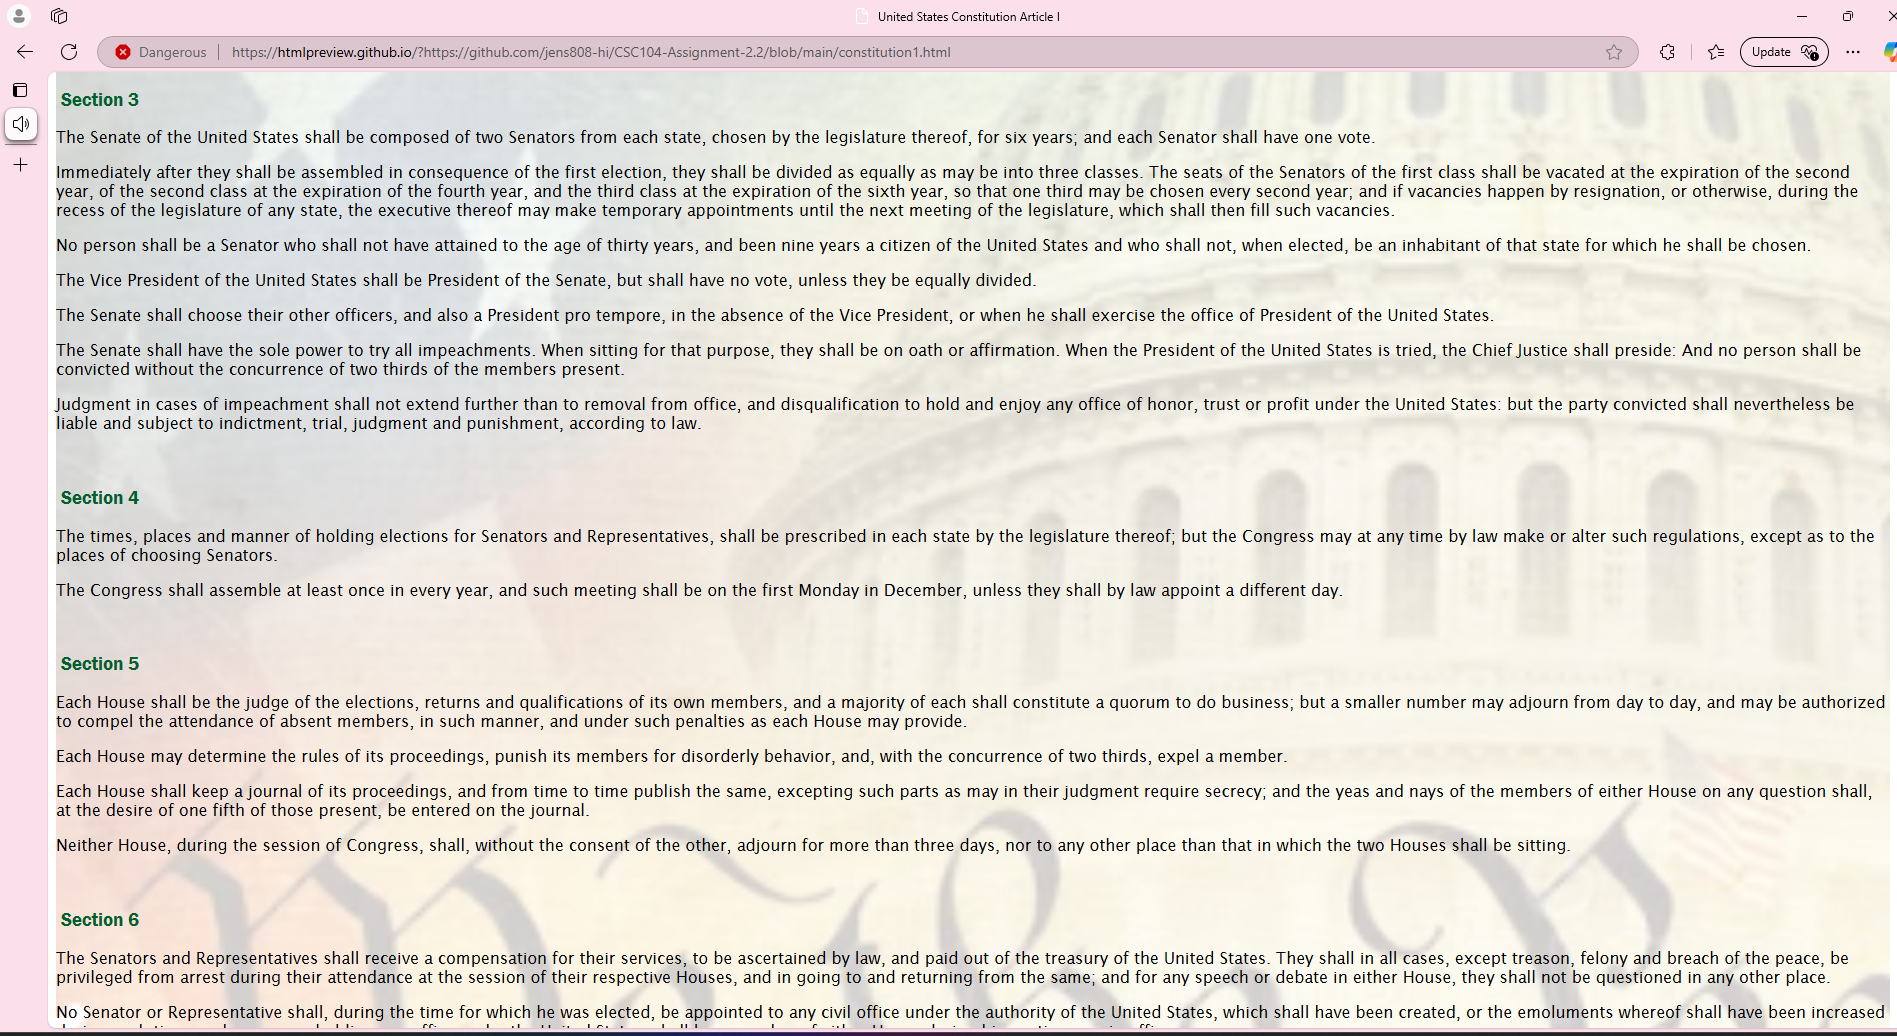 United States Constitution Article I
Dangerous https://htmlpreview.github.io/?https://github.com/jens808-hi/CSC104-Assignment-2.2/blob/main/constitution1.html Update
Section 3
The Senate of the United States shall be composed of two Senators from each state, chosen by the legislature thereof, for six years; and each Senator shall have one vote.
Immediately after they shall be assembled in consequence of the first election, they shall be divided as equally as may be into three classes. The seats of the Senators of the first class shall be vacated at the expiration of the second
year, of the second class at the expiration of the fourth year, and the third class at the expiration of the sixth year, so that one third may be chosen every second year; and if vacancies happen by resignation, or otherwise, during the
recess of the legislature of any state, the executive thereof may make temporary appointments until the next meeting of the legislature, which shall then fill such vacancies.
No person shall be a Senator who shall not have attained to the age of thirty years, and been nine years a citizen of the United States and who shall not, when elected, be an inhabitant of that state for which he shall be chosen.
The Vice President of the United States shall be President of the Senate, but shall have no vote, unless they be equally divided.
The Senate shall choose their other officers, and also a President pro tempore, in the absence of the Vice President, or when he shall exercise the office of President of the United States.
The Senate shall have the sole power to try all impeachments. When sitting for that purpose, they shall be on oath or affirmation. When the President of the United States is tried, the Chief Justice shall preside: And no person shall be
convicted without the concurrence of two thirds of the members present.
Judgment in cases of impeachment shall not extend further than to removal from office, and disqualification to hold and enjoy any office of honor, trust or profit under the United States: but the party convicted shall nevertheless be
liable and subject to indictment, trial, judgment and punishment, according to law.
Section 4
The times, places and manner of holding elections for Senators and Representatives, shall be prescribed in each state by the legislature thereof; but the Congress may at any time by law make or alter such regulations, except as to the
places of choosing Senators.
The Congress shall assemble at least once in every year, and such meeting shall be on the first Monday in December, unless they shall by law appoint a different day.
Section 5
Each House shall be the judge of the elections, returns and qualifications of its own members, and a majority of each shall constitute a quorum to do business; but a smaller number may adjourn from day to day, and may be authorized
to compel the attendance of absent members, in such manner, and under such penalties as each House may provide.
Each House may determine the rules of its proceedings, punish its members for disorderly behavior, and, with the concurrence of two thirds, expel a member.
Each House shall keep a journal of its proceedings, and from time to time publish the same, excepting such parts as may in their judgment require secrecy; and the yeas and nays of the members of either House on any question shall,
at the desire of one fifth of those present, be entered on the journal.
Neither House, during the session of Congress, shall, without the consent of the other, adjourn for more than three days, nor to any other place than that in which the two Houses shall be sitting.
Section 6
The Senators and Representatives shall receive a compensation for their services, to be ascertained by law, and paid out of the treasury of the United States. They shall in all cases, except treason, felony and breach of the peace, be
privileged from arrest during their attendance at the session of their respective Houses, and in going to and returning from the same; and for any speech or debate in either House, they shall not be questioned in any other place.
No Senator or Representative shall, during the time for which he was elected, be appointed to any civil office under the authority of the United States, which shall have been created, or the emoluments whereof shall have been increased